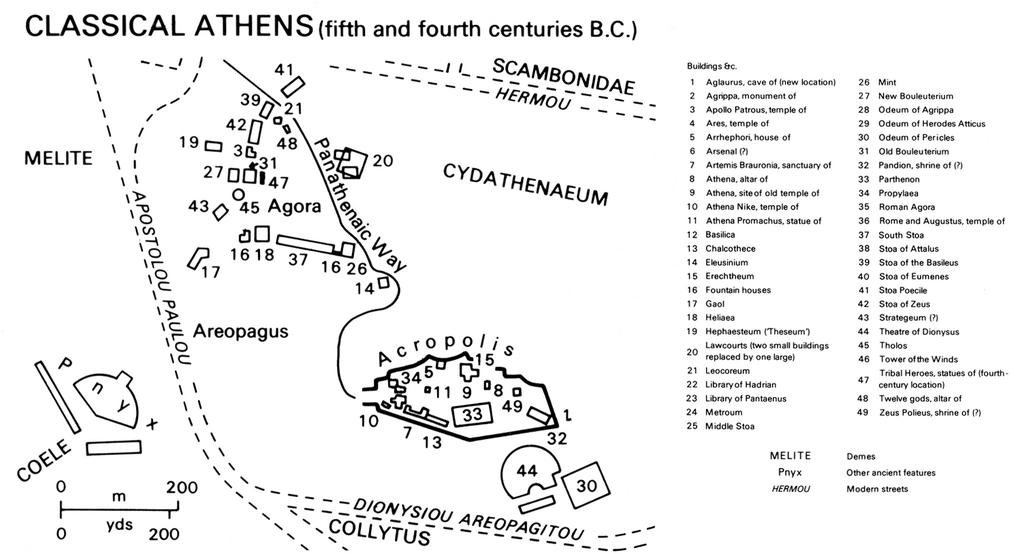 CLASSICAL ATHENS (fifth and fourth centuries B.C.)
SCAMBONIDAE
HERMOU
41
39
21
42
48
MELITE
19
3
31
20
CYDATHENAEUM
27
47
Panathenaic Way
APOSTOLOU PAULOU
43
45
Agora
16
18
37
16
26
17
14
Areopagus
Acropolis
15
34
5
11
9
8
49
33
1
10
7
13
32
Pnyx
COELE
44
30
0
200
m
yds
0
200
DIONYSIOU AREOPAGITOU
COLLYTUS
Buildings &c.
1 Aglaurus, cave of (new location)
2 Agrippa, monument of
3 Apollo Patrous, temple of
4 Ares, temple of
5 Arrhephori, house of
6 Arsenal (?)
7 Artemis Brauronia, sanctuary of
8 Athena, altar of
9 Athena, site of old temple of
10 Athena Nike, temple of
11 Athena Promachus, statue of
12 Basilica
13 Chalcothece
14 Eleusinium
15 Erechtheum
16 Fountain houses
17 Gaol
18 Heliaea
19 Hephaesteum ('Theseum')
20 Lawcourts (two small buildings
replaced by one large)
21 Leocoreum
22 Library of Hadrian
23 Library of Pantaenus
24 Metroum
25 Middle Stoa
26 Mint
27 New Bouleuterium
28 Odeum of Agrippa
29 Odeum of Herodes Atticus
30 Odeum of Pericles
31 Old Bouleuterium
32 Pandion, shrine of (?)
33 Parthenon
34 Propylaea
35 Roman Agora
36 Rome and Augustus, temple of
37 South Stoa
38 Stoa of Attalus
39 Stoa of the Basileus
40 Stoa of Eumenes
41 Stoa Poecile
42 Stoa of Zeus
43 Strategeum (?)
44 Theatre of Dionysus
45 Tholos
46 Tower of the Winds
47 Tribal Heroes, statues of (fourth-
century location)
48 Twelve gods, altar of
49 Zeus Polieus, shrine of (?)
MELITE Demes
Pnyx Other ancient features
HERMOU Modern streets